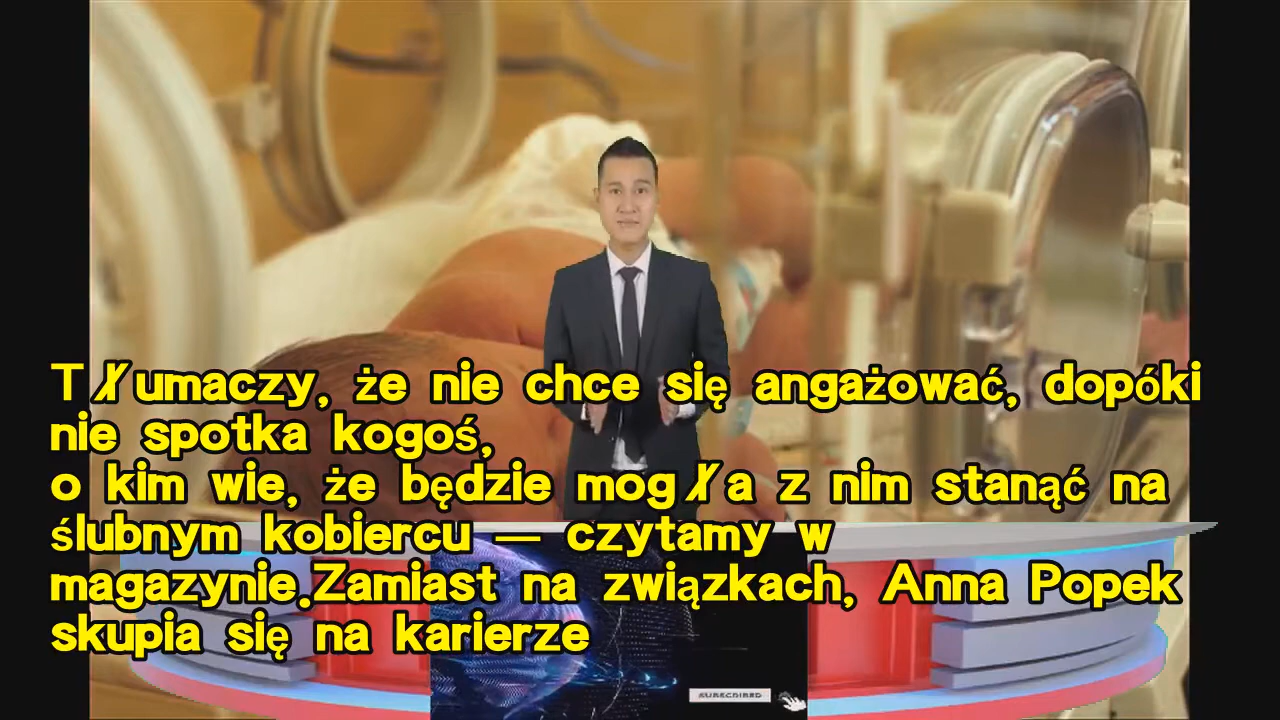 Tłumaczy, że nie chce się angażować, dopóki
nie spotka kogoś,
o kim wie, że będzie mogła z nim stanąć na
ślubnym kobiercu — czytamy w
magazynie.Zamiast na związkach, Anna Popek
skupia się na karierze
SUBSCRIBED